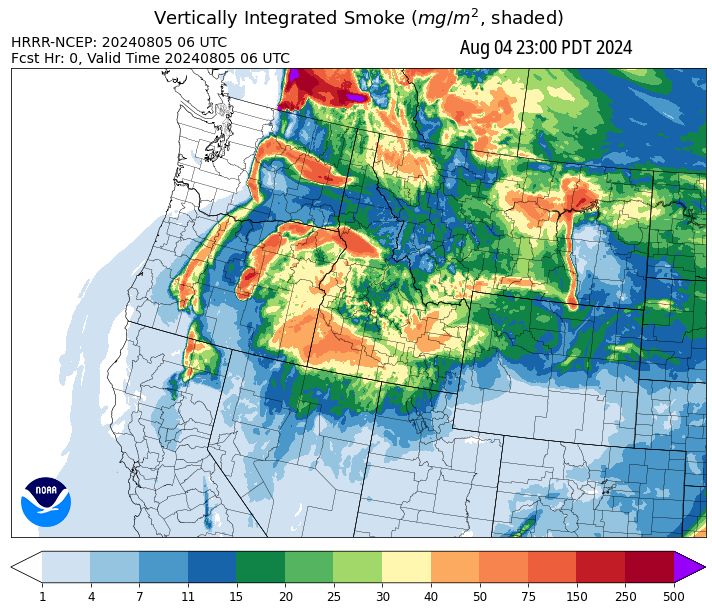 Vertically Integrated Smoke (mg/m², shaded)
HRRR-NCEP: 20240805 06 UTC
Aug 04 23:00 PDT 2024
Fcst Hr: 0, Valid Time 20240805 06 UTC
NOAA
1 4 7 11 15 20 25 30 40 50 75 150 250 500